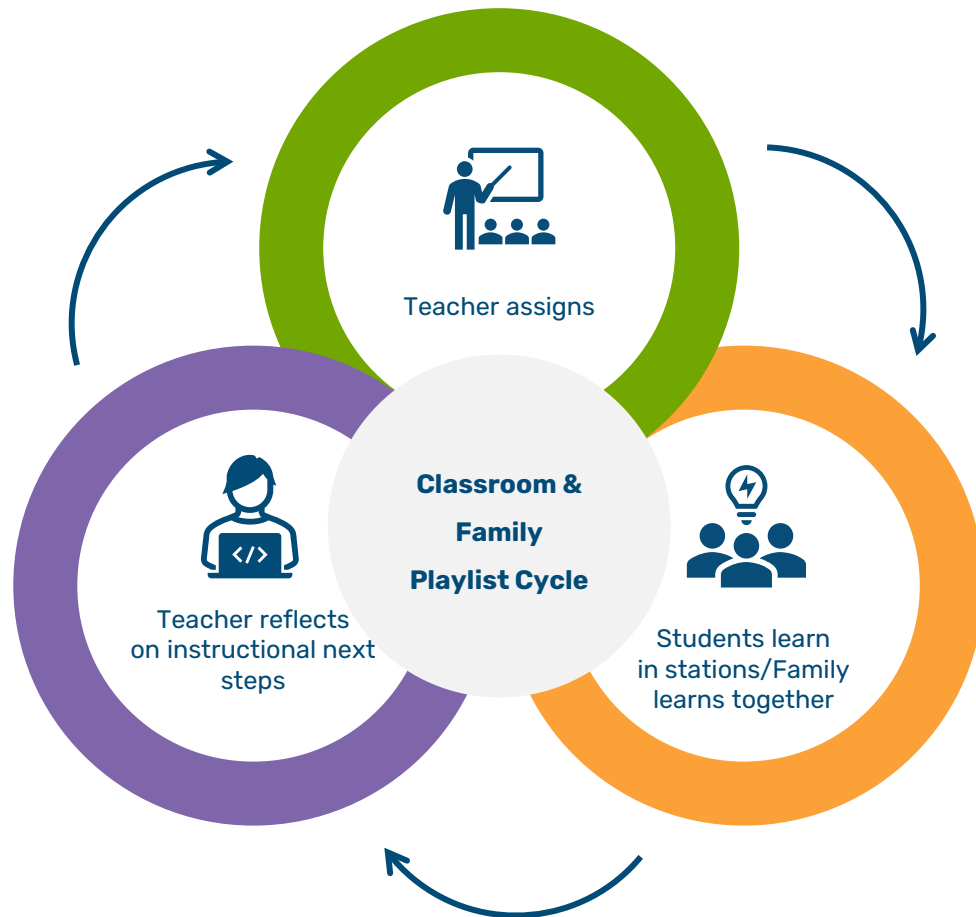 Teacher assigns
Classroom &
Family
Playlist Cycle
Teacher reflects
on instructional next
steps
Students learn
in stations/Family
learns together